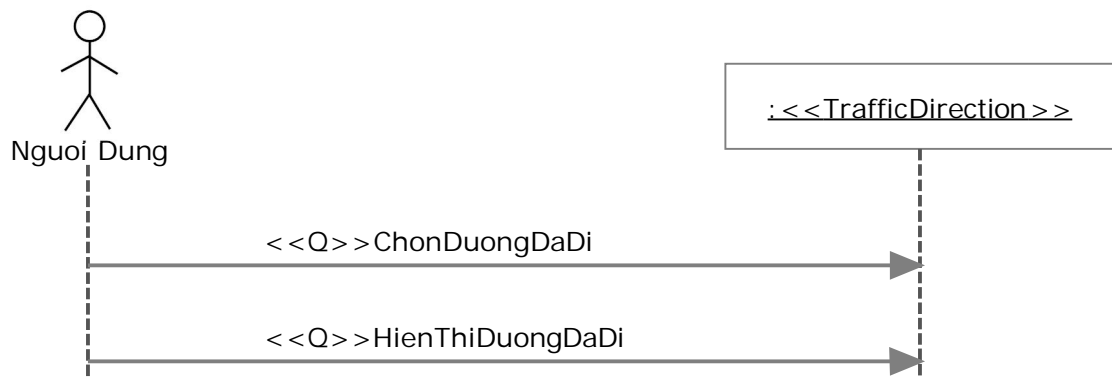 Nguoi Dung
:<<TrafficDirection>>
<<Q>>ChonDuongDaDi
<<Q>>HienThiDuongDaDi